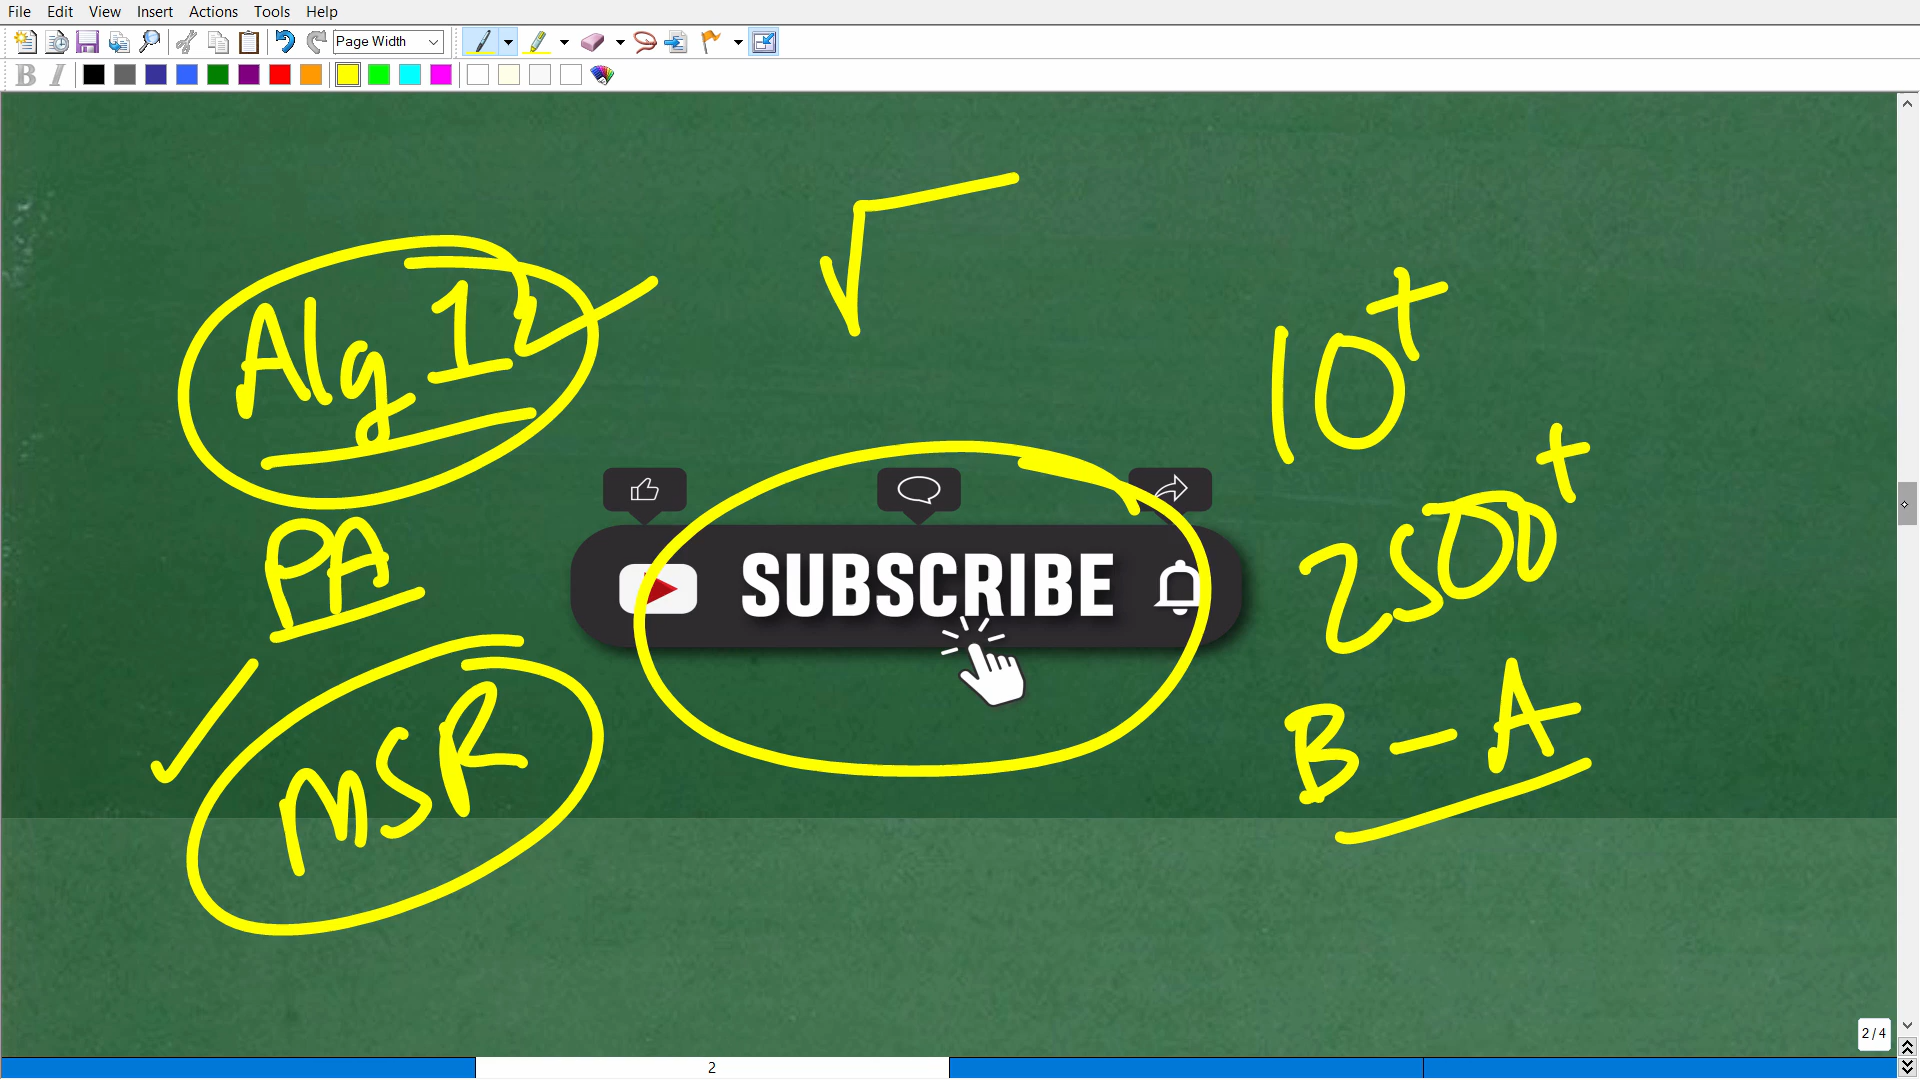 File Edit View Insert Actions Tools Help
Page Width
B I
√
Alg 1 2
10+
2500+
PA
SUBSCRIBE
B - A
MSR
2 / 4
2